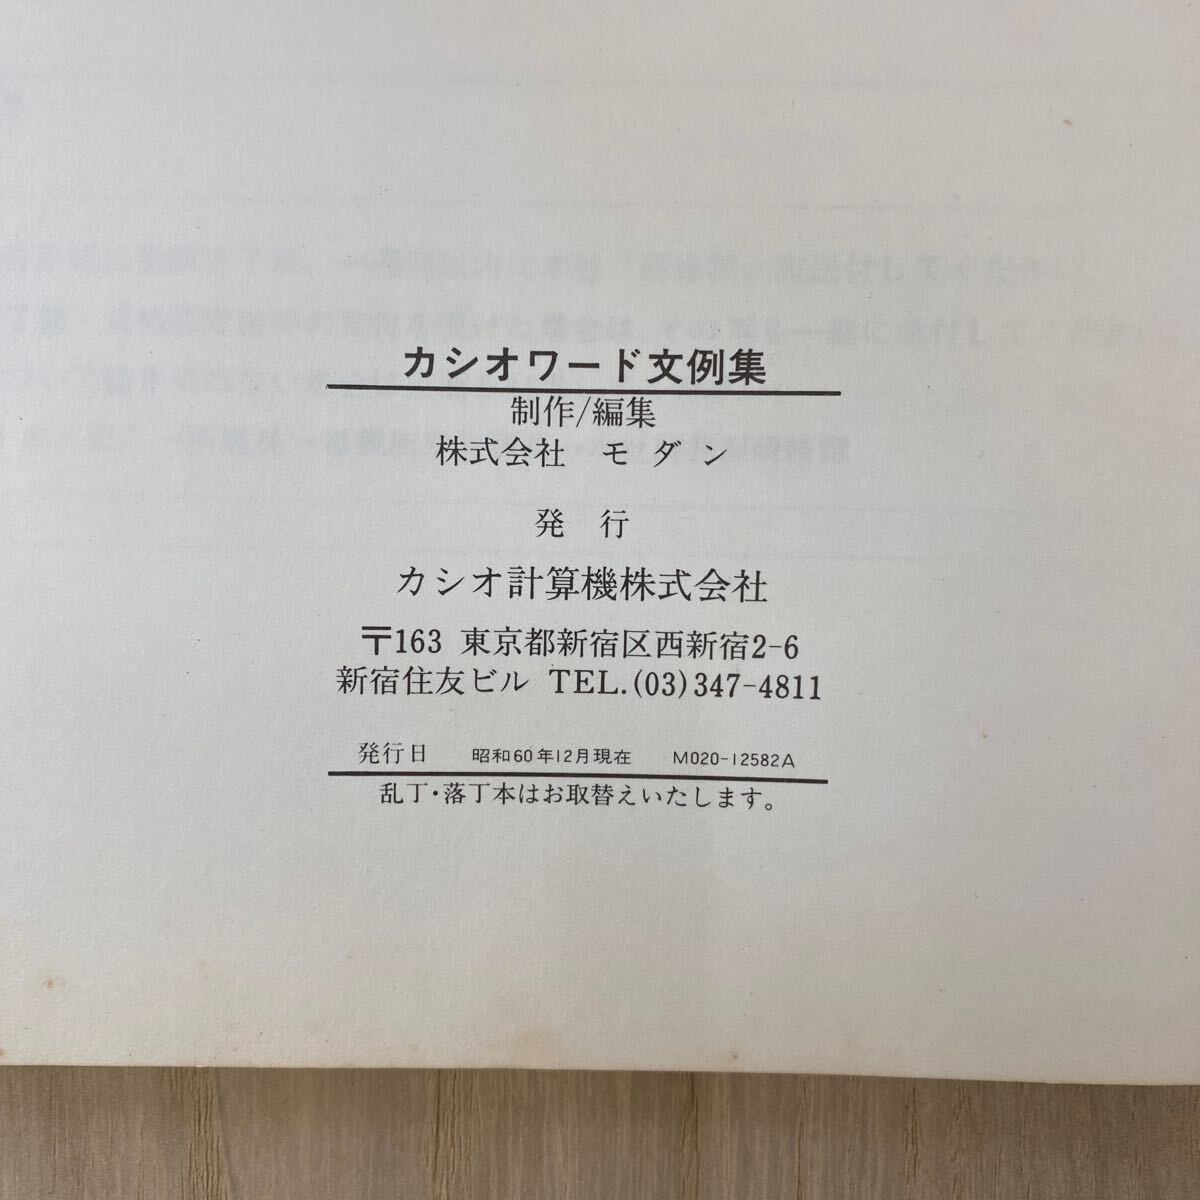 カシオワード文例集
制作/編集
株式会社 モダン
発 行
カシオ計算機株式会社
〒163 東京都新宿区西新宿2-6
新宿住友ビル TEL.(03)347-4811
発行日 昭和60年12月現在 M020-12582A
乱丁・落丁本はお取替えいたします。